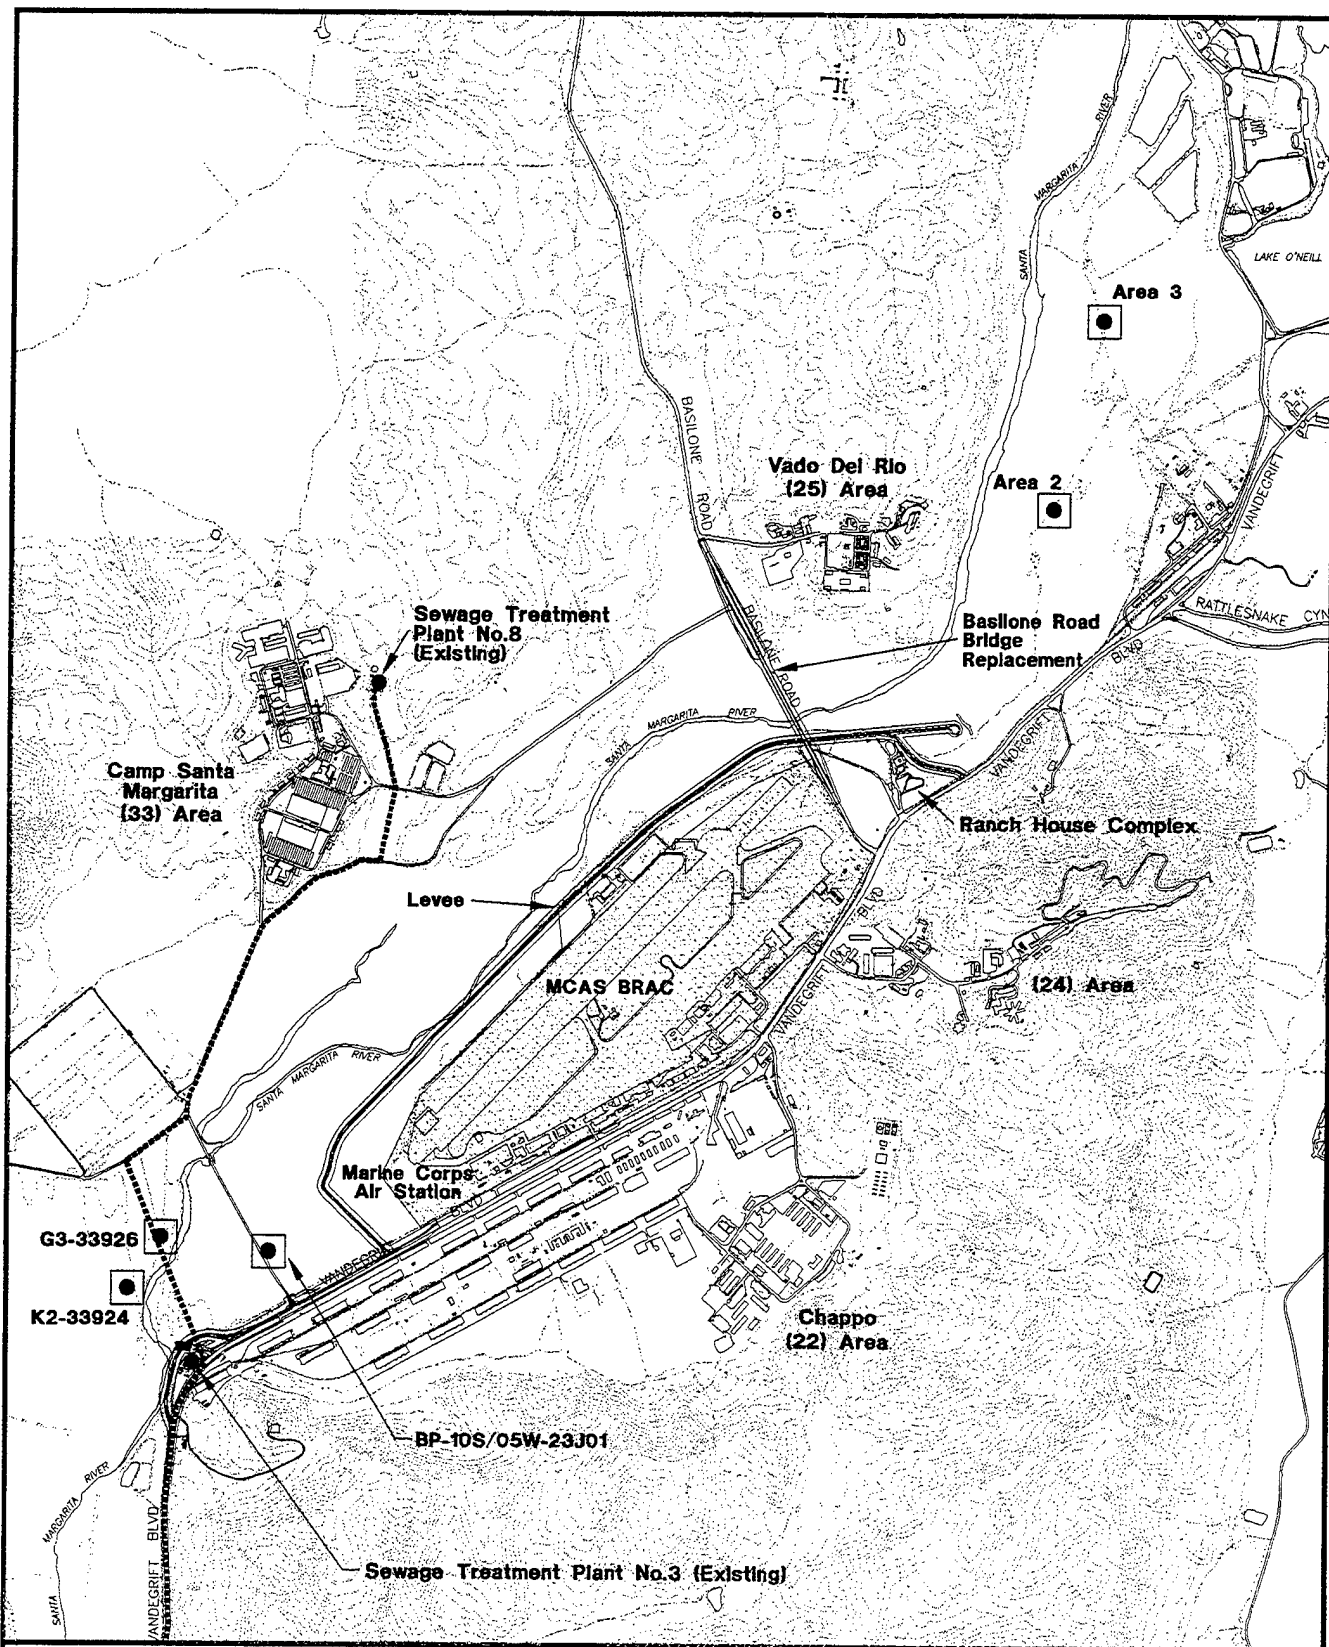 MARGARITA
RIVER
SANTA
LAKE O'NEILL
Area 3
BASILONE
ROAD
Vado Del Rio
(25) Area
Area 2
VANDEGRIFT
BLVD
RATTLESNAKE CYN
Sewage Treatment
Plant No.8
(Existing)
BASILONE ROAD
Basilone Road
Bridge
Replacement
SANTA
MARGARITA
RIVER
VANDEGRIFT
Camp Santa
Margarita
(33) Area
Ranch House Complex
Levee
BLVD
VANDEGRIFT
MCAS BRAC
(24) Area
SANTA MARGARITA RIVER
Marine Corps
Air Station
VANDEGRIFT
BLVD
G3-33926
K2-33924
Chappo
(22) Area
BP-10S/05W-23J01
RIVER
MARGARITA
SANTA
VANDEGRIFT BLVD
Sewage Treatment Plant No.3 (Existing)